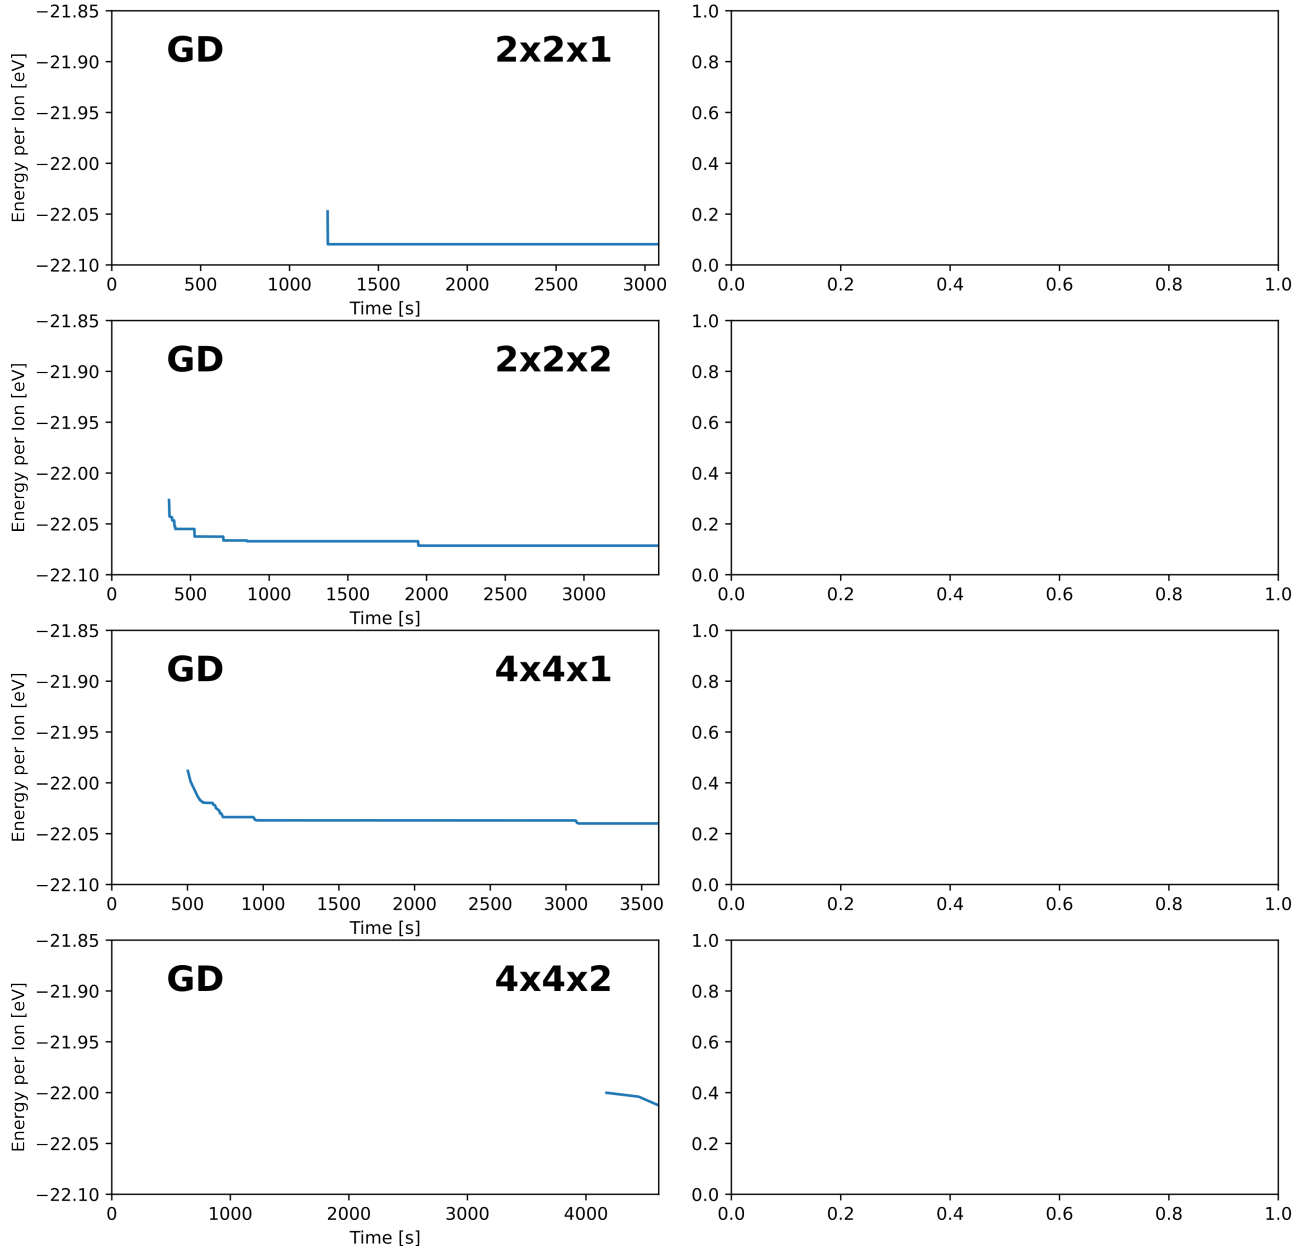 GD 2x2x1
Energy per Ion [eV]
−21.85
−21.90
−21.95
−22.00
−22.05
−22.10
0 500 1000 1500 2000 2500 3000
Time [s]
1.0
0.8
0.6
0.4
0.2
0.0
0.0 0.2 0.4 0.6 0.8 1.0
GD 2x2x2
Energy per Ion [eV]
−21.85
−21.90
−21.95
−22.00
−22.05
−22.10
0 500 1000 1500 2000 2500 3000
Time [s]
1.0
0.8
0.6
0.4
0.2
0.0
0.0 0.2 0.4 0.6 0.8 1.0
GD 4x4x1
Energy per Ion [eV]
−21.85
−21.90
−21.95
−22.00
−22.05
−22.10
0 500 1000 1500 2000 2500 3000 3500
Time [s]
1.0
0.8
0.6
0.4
0.2
0.0
0.0 0.2 0.4 0.6 0.8 1.0
GD 4x4x2
Energy per Ion [eV]
−21.85
−21.90
−21.95
−22.00
−22.05
−22.10
0 1000 2000 3000 4000
Time [s]
1.0
0.8
0.6
0.4
0.2
0.0
0.0 0.2 0.4 0.6 0.8 1.0